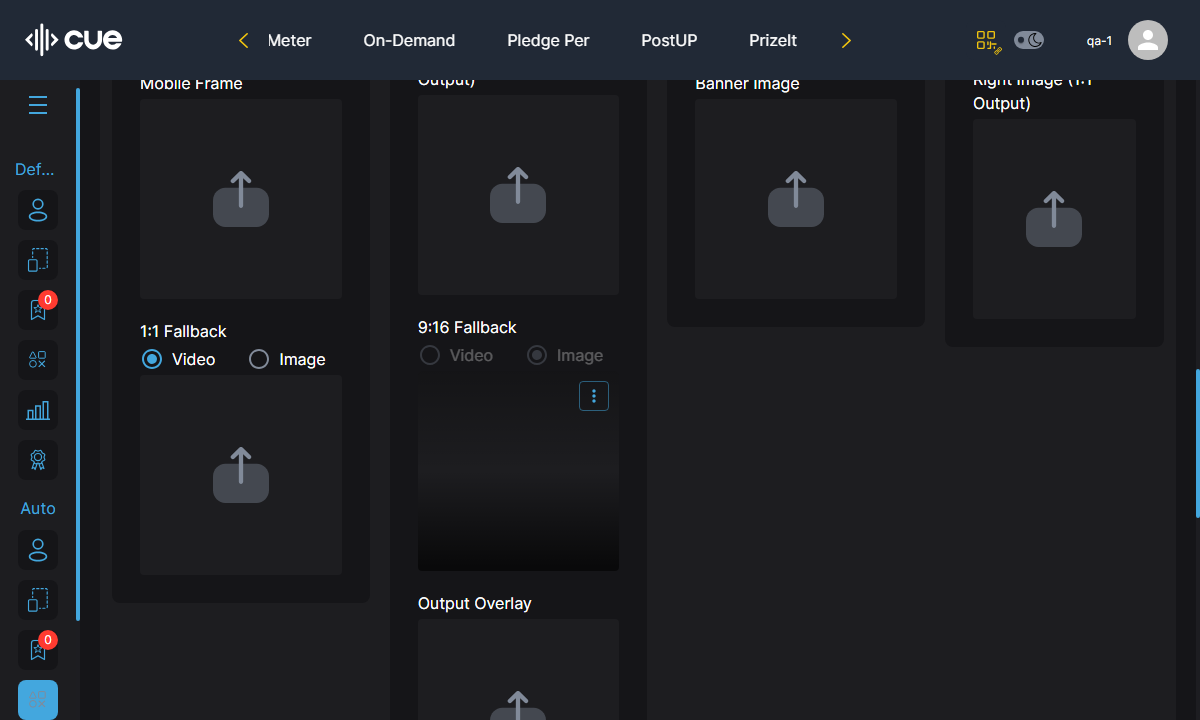 cue
Meter
On-Demand
Pledge Per
PostUP
PrizeIt
qa-1
Def...
0
Auto
0
Mobile Frame
1:1 Fallback
Video
Image
Output)
9:16 Fallback
Video
Image
Output Overlay
Banner Image
Right Image (1:1
Output)